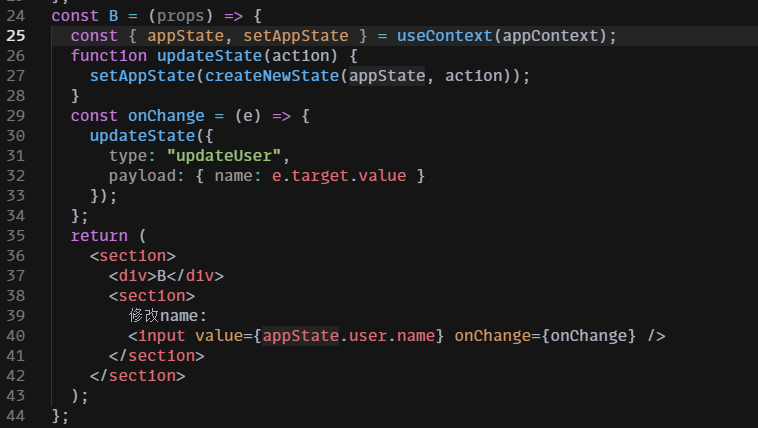 24 const B = (props) => {
25   const { appState, setAppState } = useContext(appContext);
26   function updateState(action) {
27     setAppState(createNewState(appState, action));
28   }
29   const onChange = (e) => {
30     updateState({
31       type: "updateUser",
32       payload: { name: e.target.value }
33     });
34   };
35   return (
36     <section>
37       <div>B</div>
38       <section>
39         修改name:
40         <input value={appState.user.name} onChange={onChange} />
41       </section>
42     </section>
43   );
44 };